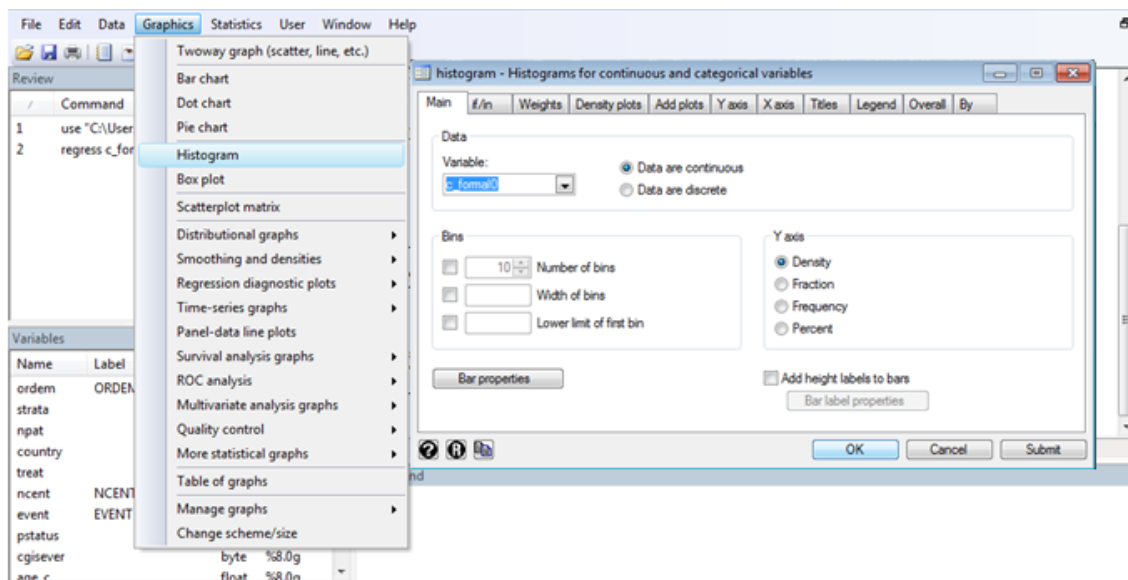 File Edit Data Graphics Statistics User Window Help
Review
Command
1 use "C:\User
2 regress c_for
Variables
Name Label
ordem ORDEM
strata
npat
country
treat
ncent NCENT
event EVENT
pstatus
cgisever byte %8.0g
age_c float %8.0g
Twoway graph (scatter, line, etc.)
Bar chart
Dot chart
Pie chart
Histogram
Box plot
Scatterplot matrix
Distributional graphs
Smoothing and densities
Regression diagnostic plots
Time-series graphs
Panel-data line plots
Survival analysis graphs
ROC analysis
Multivariate analysis graphs
Quality control
More statistical graphs
Table of graphs
Manage graphs
Change scheme/size
histogram - Histograms for continuous and categorical variables
Main if/in Weights Density plots Add plots Y axis X axis Titles Legend Overall By
Data
Variable:
c_formal0
Data are continuous
Data are discrete
Bins
10 Number of bins
Width of bins
Lower limit of first bin
Y axis
Density
Fraction
Frequency
Percent
Bar properties
Add height labels to bars
Bar label properties
OK Cancel Submit
nd